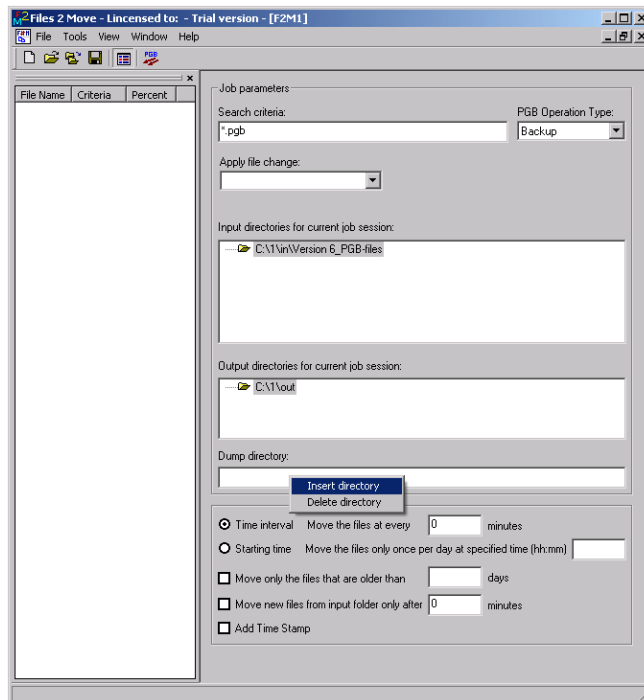 Files 2 Move - Lincensed to: - Trial version - [F2M1]
File Tools View Window Help
PGB
File Name Criteria Percent
Job parameters
Search criteria: PGB Operation Type:
*.pgb Backup
Apply file change:
Input directories for current job session:
C:\1\in\Version 6_PGB-files
Output directories for current job session:
C:\1\out
Dump directory:
Insert directory
Delete directory
Time interval Move the files at every 0 minutes
Starting time Move the files only once per day at specified time (hh:mm)
Move only the files that are older than days
Move new files from input folder only after 0 minutes
Add Time Stamp